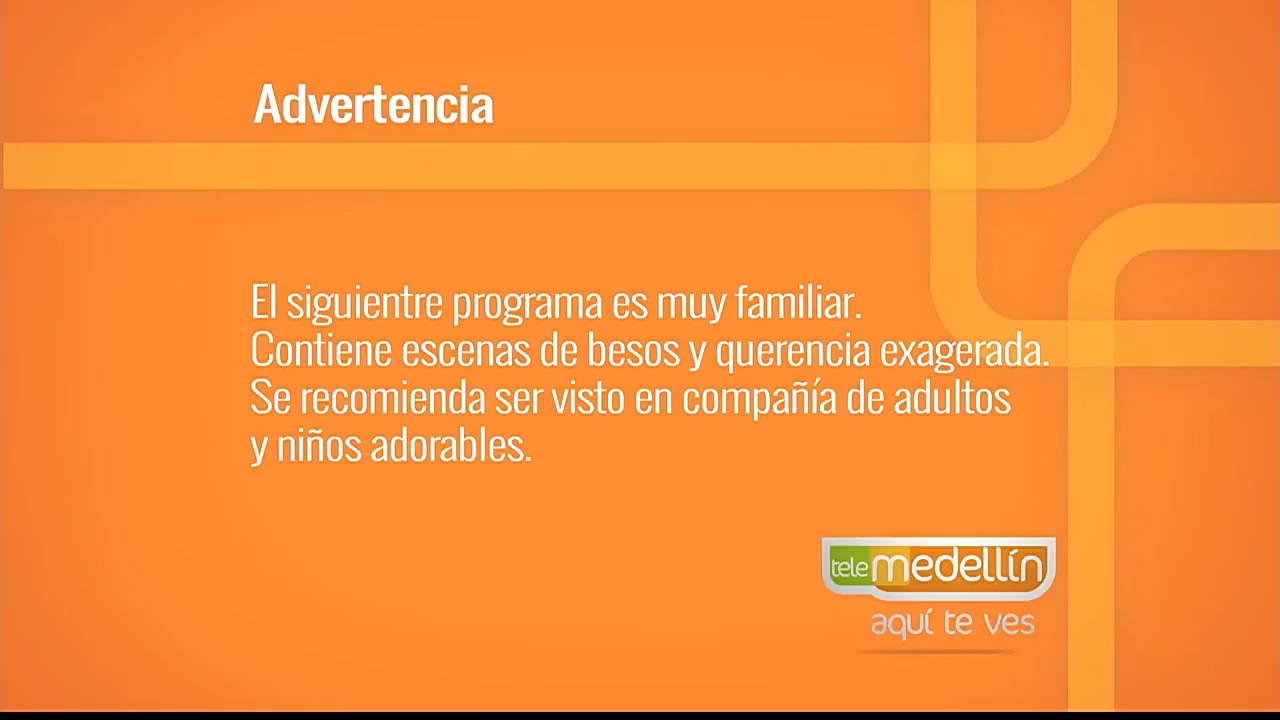 Advertencia
El siguientre programa es muy familiar.
Contiene escenas de besos y querencia exagerada.
Se recomienda ser visto en compañía de adultos
y niños adorables.
tele medellín
aquí te ves